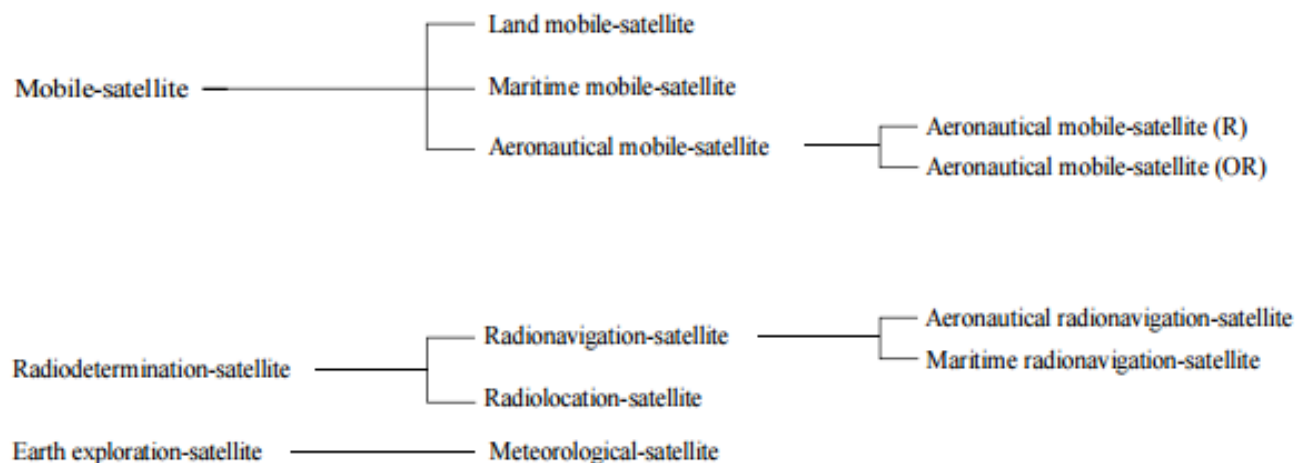 Land mobile-satellite
Mobile-satellite
Maritime mobile-satellite
Aeronautical mobile-satellite
Aeronautical mobile-satellite (R)
Aeronautical mobile-satellite (OR)
Radiodetermination-satellite
Radionavigation-satellite
Aeronautical radionavigation-satellite
Maritime radionavigation-satellite
Radiolocation-satellite
Earth exploration-satellite
Meteorological-satellite